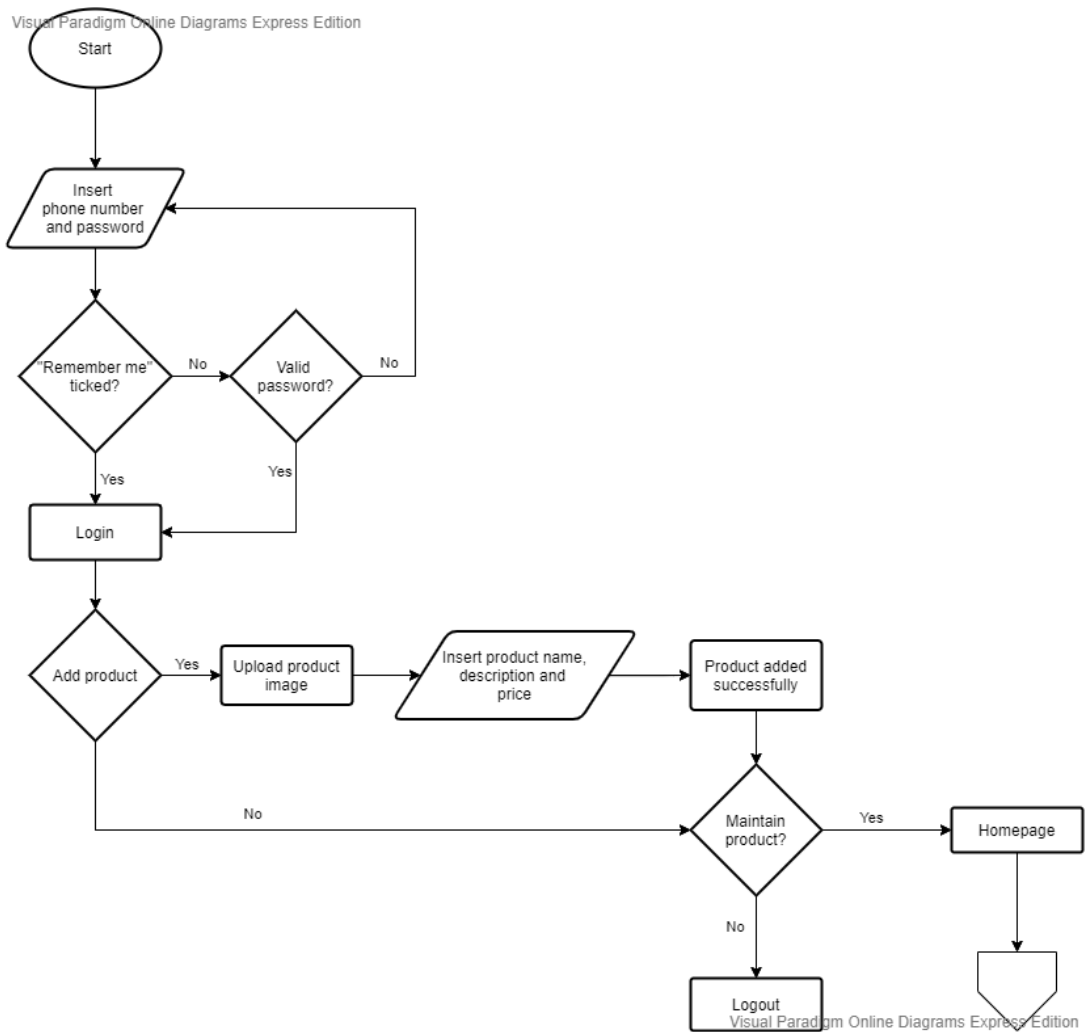 Visual Paradigm Online Diagrams Express Edition
Start
Insert
phone number
and password
"Remember me"
ticked?
No
Valid
password?
No
Yes
Yes
Login
Add product
Yes
Upload product
image
Insert product name,
description and
price
Product added
successfully
No
Maintain
product?
Yes
Homepage
No
Logout
Visual Paradigm Online Diagrams Express Edition